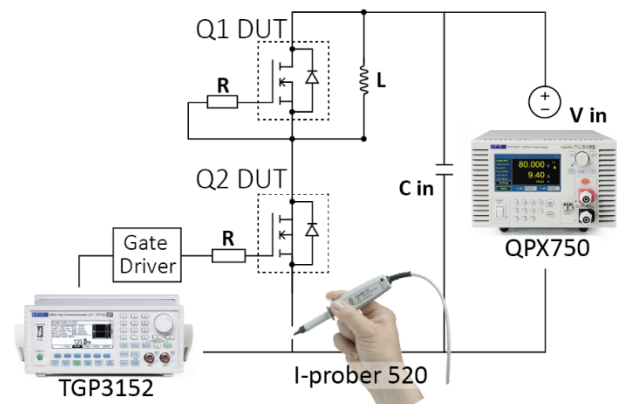 Q1 DUT
R
L
V in
C in
80.000
9.40
QPX750
Q2 DUT
Gate
Driver
R
TGP3152
I-prober 520